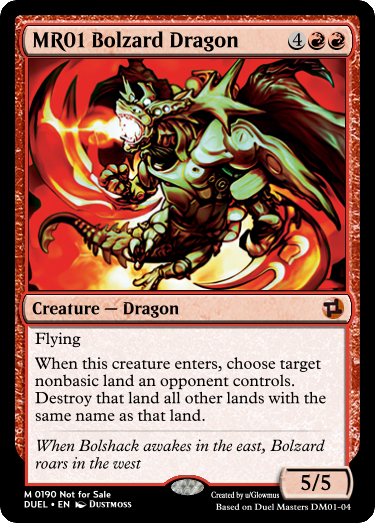 MR01 Bolzard Dragon 4
Creature — Dragon
Flying
When this creature enters, choose target
nonbasic land an opponent controls.
Destroy that land all other lands with the
same name as that land.
When Bolshack awakes in the east, Bolzard
roars in the west
5/5
M 0190 Not for Sale
DUEL • EN Dustmoss
Created by u/Glowmus
Based on Duel Masters DM01-04